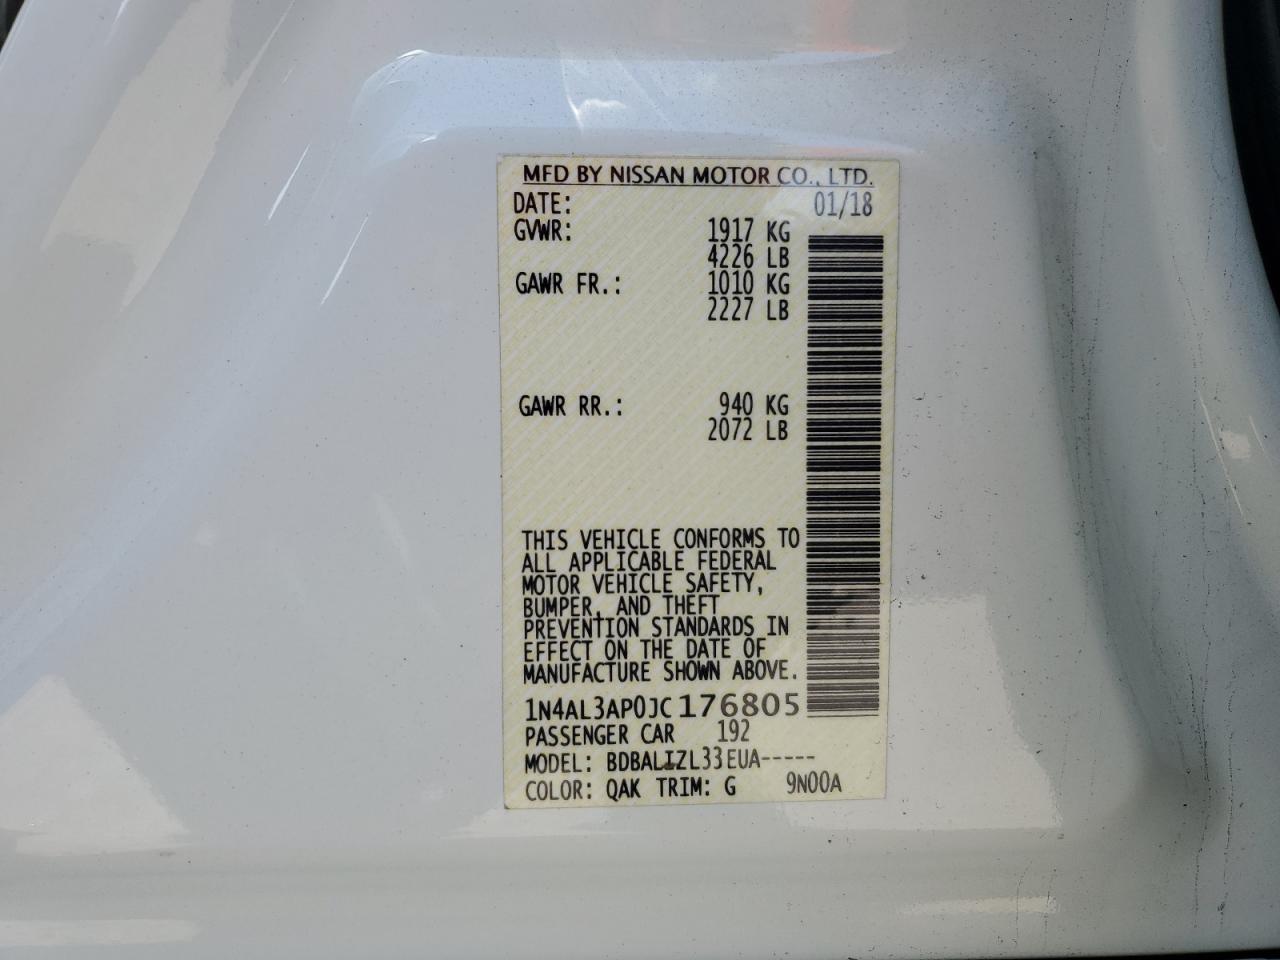 MFD BY NISSAN MOTOR CO., LTD.
DATE: 01/18
GVWR: 1917 KG
4226 LB
GAWR FR.: 1010 KG
2227 LB
GAWR RR.: 940 KG
2072 LB
THIS VEHICLE CONFORMS TO
ALL APPLICABLE FEDERAL
MOTOR VEHICLE SAFETY,
BUMPER, AND THEFT
PREVENTION STANDARDS IN
EFFECT ON THE DATE OF
MANUFACTURE SHOWN ABOVE.
1N4AL3AP0JC176805
PASSENGER CAR 192
MODEL: BDBALIZL33EUA-----
COLOR: QAK TRIM: G 9N00A